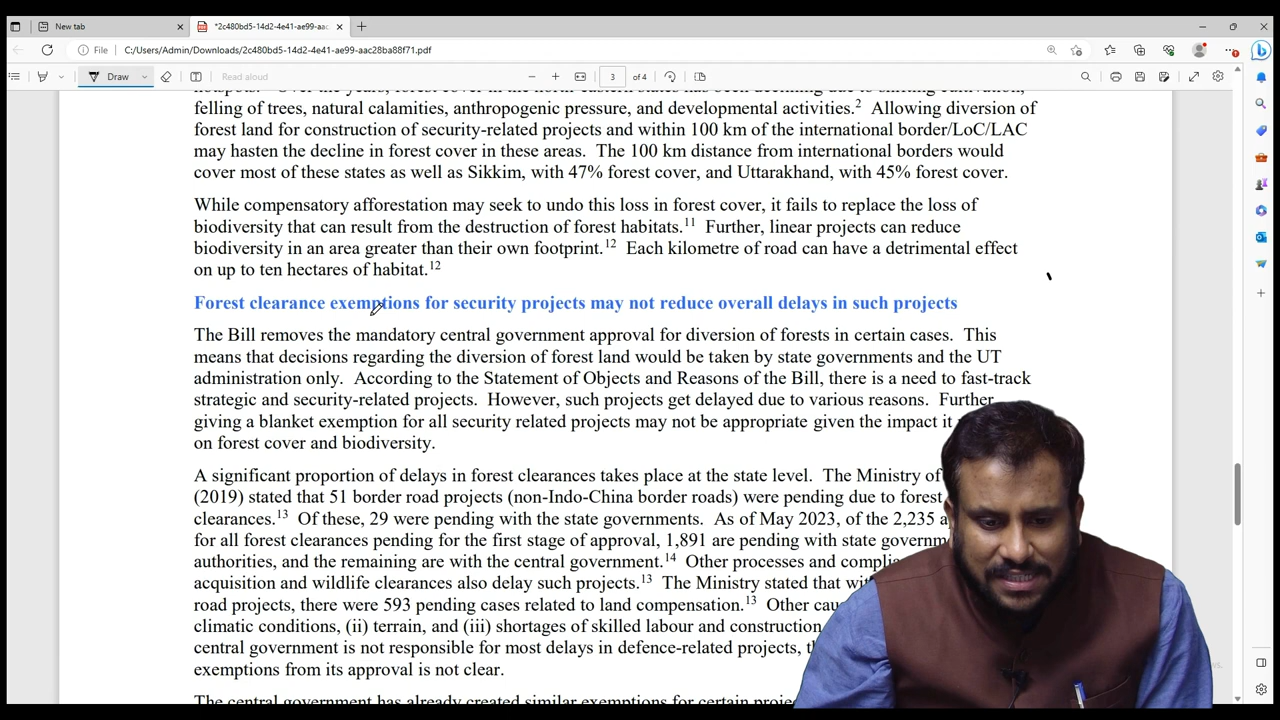 New tab
*2c480bd5-14d2-4e41-ae99-aac
File C:/Users/Admin/Downloads/2c480bd5-14d2-4e41-ae99-aac28ba88f71.pdf
Draw Read aloud 3 of 4
felling of trees, natural calamities, anthropogenic pressure, and developmental activities.2 Allowing diversion of
forest land for construction of security-related projects and within 100 km of the international border/LoC/LAC
may hasten the decline in forest cover in these areas. The 100 km distance from international borders would
cover most of these states as well as Sikkim, with 47% forest cover, and Uttarakhand, with 45% forest cover.
While compensatory afforestation may seek to undo this loss in forest cover, it fails to replace the loss of
biodiversity that can result from the destruction of forest habitats.11 Further, linear projects can reduce
biodiversity in an area greater than their own footprint.12 Each kilometre of road can have a detrimental effect
on up to ten hectares of habitat.12
Forest clearance exemptions for security projects may not reduce overall delays in such projects
The Bill removes the mandatory central government approval for diversion of forests in certain cases. This
means that decisions regarding the diversion of forest land would be taken by state governments and the UT
administration only. According to the Statement of Objects and Reasons of the Bill, there is a need to fast-track
strategic and security-related projects. However, such projects get delayed due to various reasons. Further,
giving a blanket exemption for all security related projects may not be appropriate given the impact it
on forest cover and biodiversity.
A significant proportion of delays in forest clearances takes place at the state level. The Ministry of
(2019) stated that 51 border road projects (non-Indo-China border roads) were pending due to forest
clearances.13 Of these, 29 were pending with the state governments. As of May 2023, of the 2,235
for all forest clearances pending for the first stage of approval, 1,891 are pending with state
authorities, and the remaining are with the central government.14 Other processes and
acquisition and wildlife clearances also delay such projects.13 The Ministry stated that
road projects, there were 593 pending cases related to land compensation.13 Other
climatic conditions, (ii) terrain, and (iii) shortages of skilled labour and construction
central government is not responsible for most delays in defence-related projects,
exemptions from its approval is not clear.
The central government has already created similar exemptions for certain